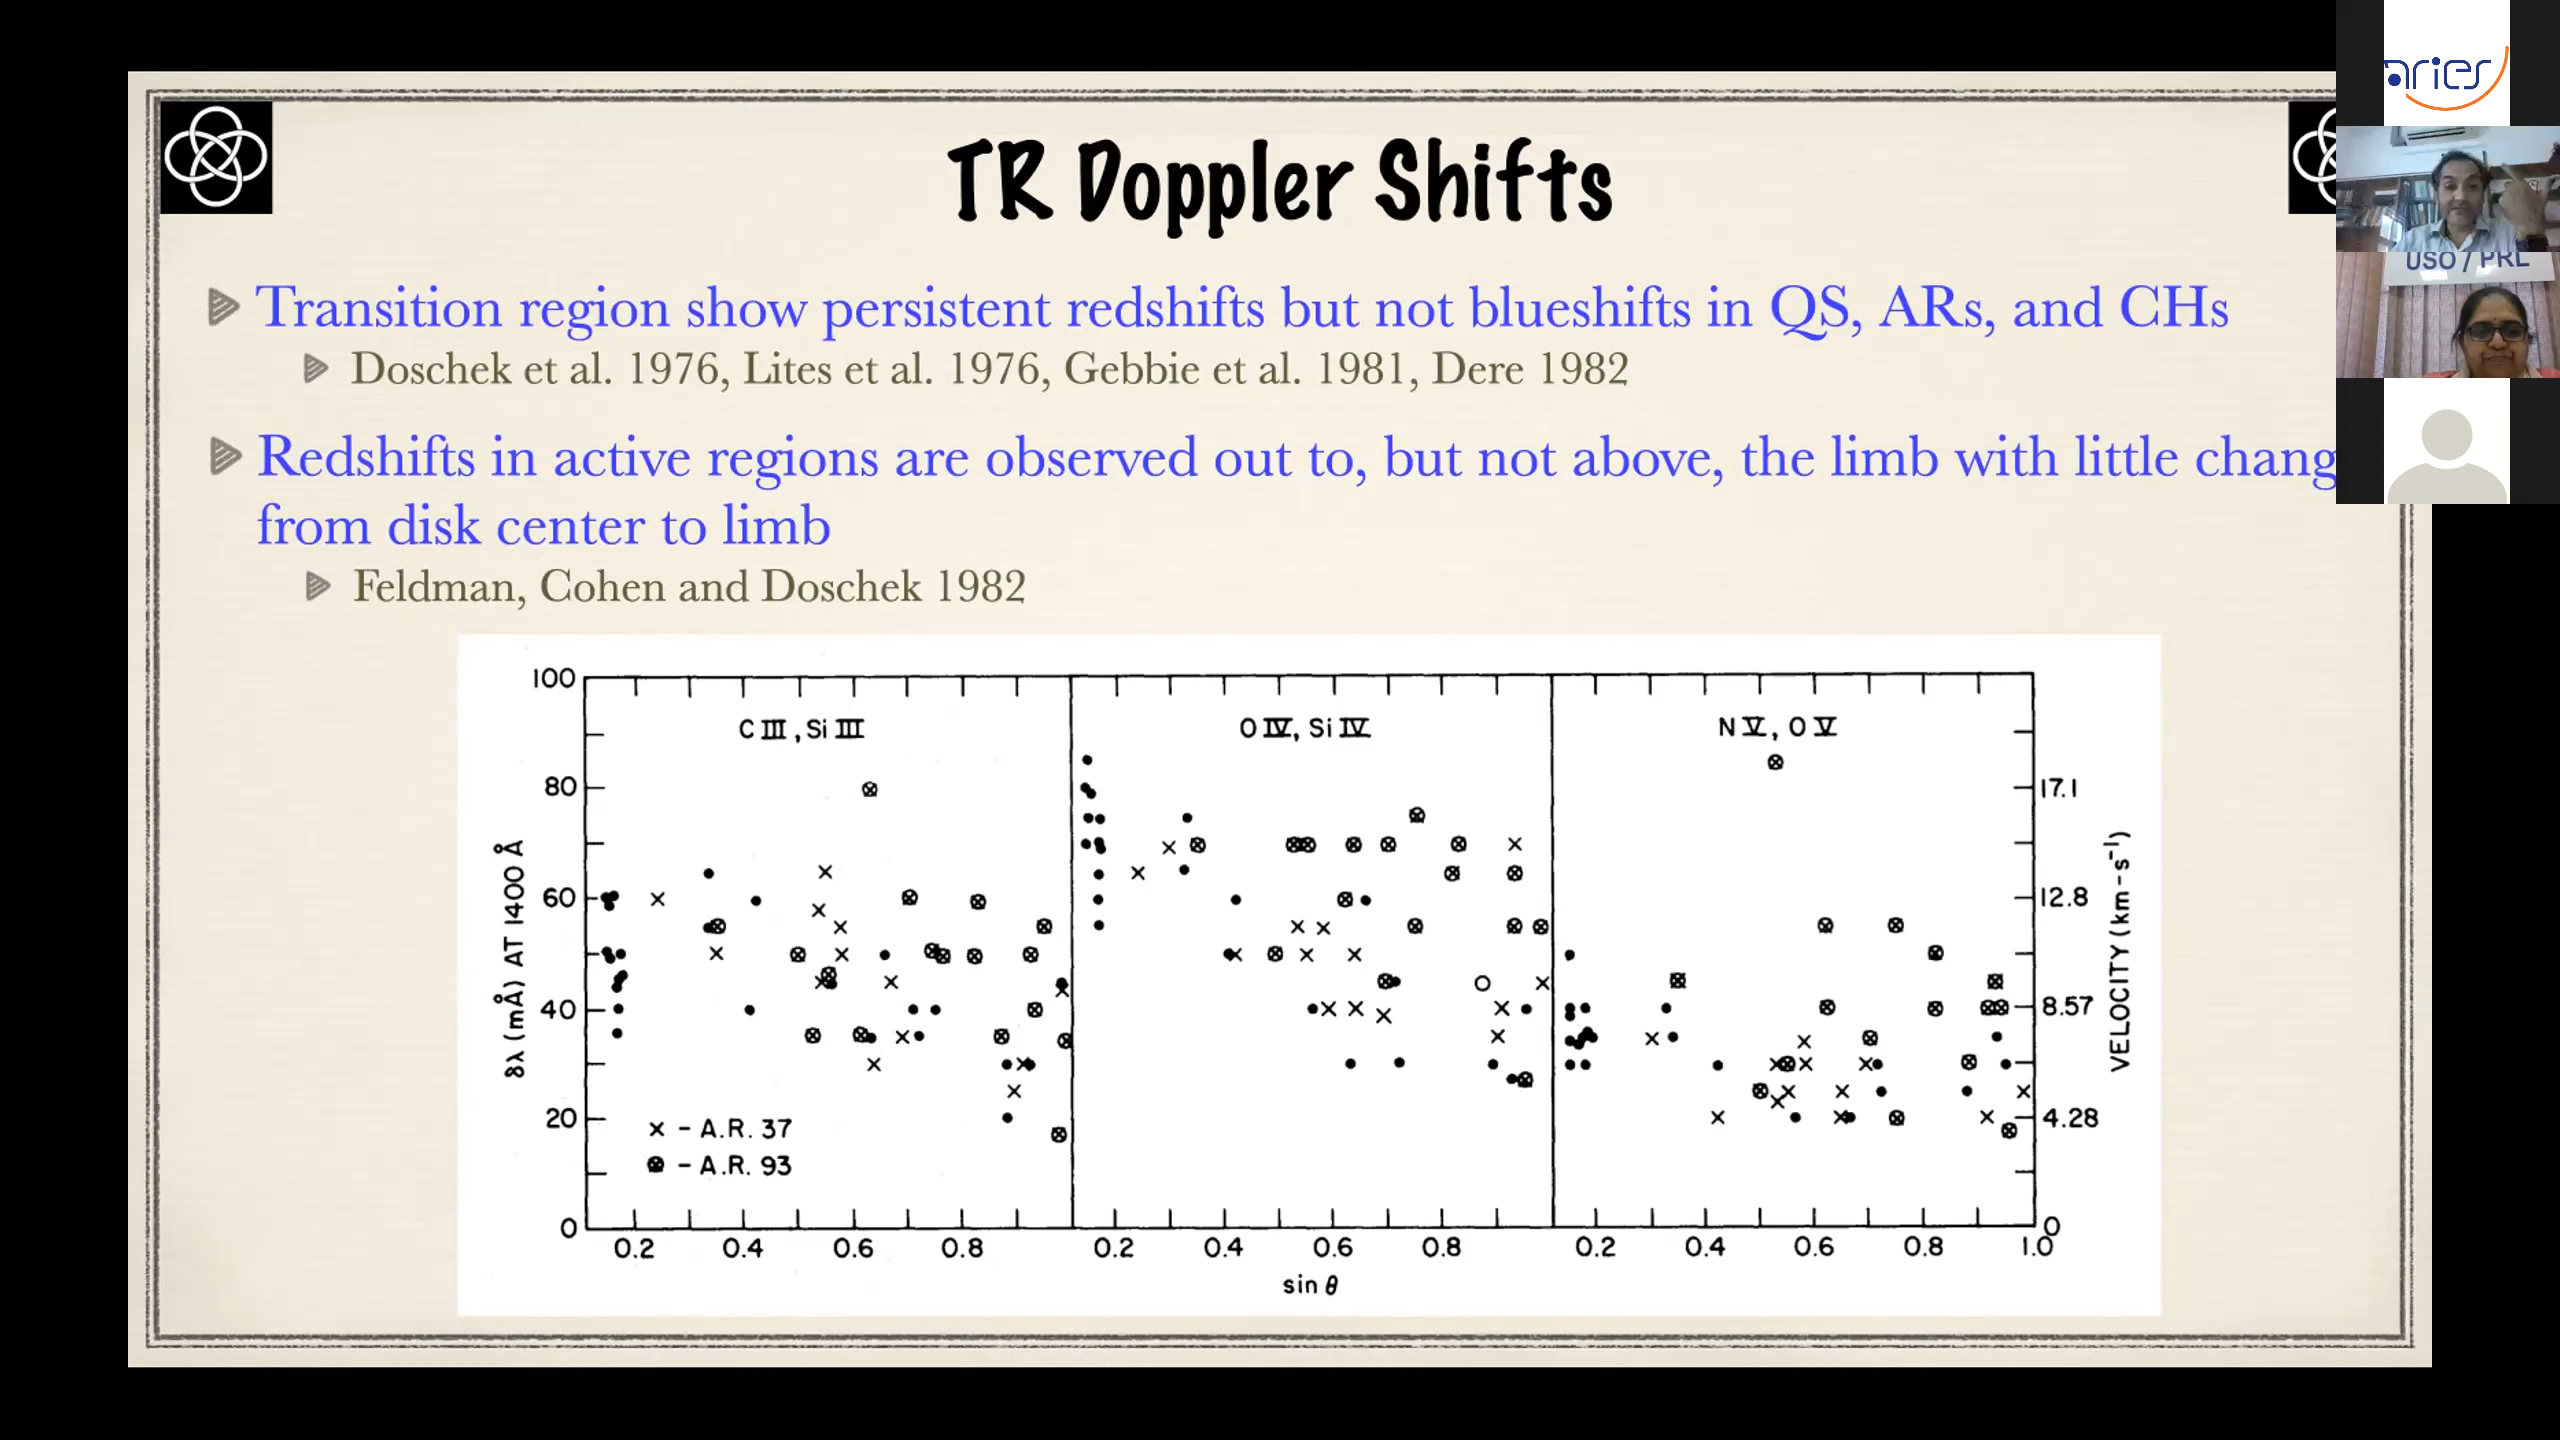 aries
TR Doppler Shifts
USO / PRL
Transition region show persistent redshifts but not blueshifts in QS, ARs, and CHs
Doschek et al. 1976, Lites et al. 1976, Gebbie et al. 1981, Dere 1982
Redshifts in active regions are observed out to, but not above, the limb with little chang
from disk center to limb
Feldman, Cohen and Doschek 1982
δλ (mÅ) AT 1400 Å
100
80
60
40
20
0
C III, Si III
× - A.R. 37
⊗ - A.R. 93
O IV, Si IV
N V, O V
17.1
12.8
8.57
4.28
0
VELOCITY (km-s⁻¹)
0.2 0.4 0.6 0.8 0.2 0.4 0.6 0.8 0.2 0.4 0.6 0.8 1.0
sin θ